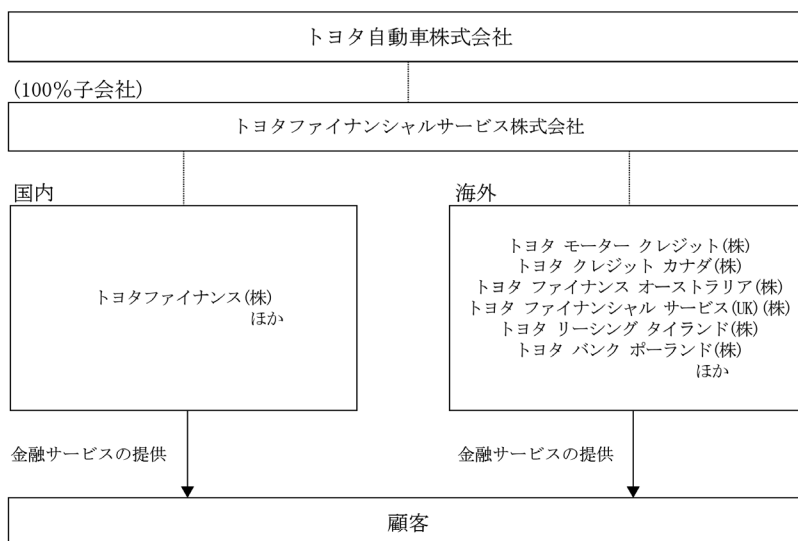 トヨタ自動車株式会社
(100%子会社)
トヨタファイナンシャルサービス株式会社
国内
トヨタファイナンス(株)
ほか
海外
トヨタ モーター クレジット(株)
トヨタ クレジット カナダ(株)
トヨタ ファイナンス オーストラリア(株)
トヨタ ファイナンシャル サービス(UK)(株)
トヨタ リーシング タイランド(株)
トヨタ バンク ポーランド(株)
ほか
金融サービスの提供
金融サービスの提供
顧客